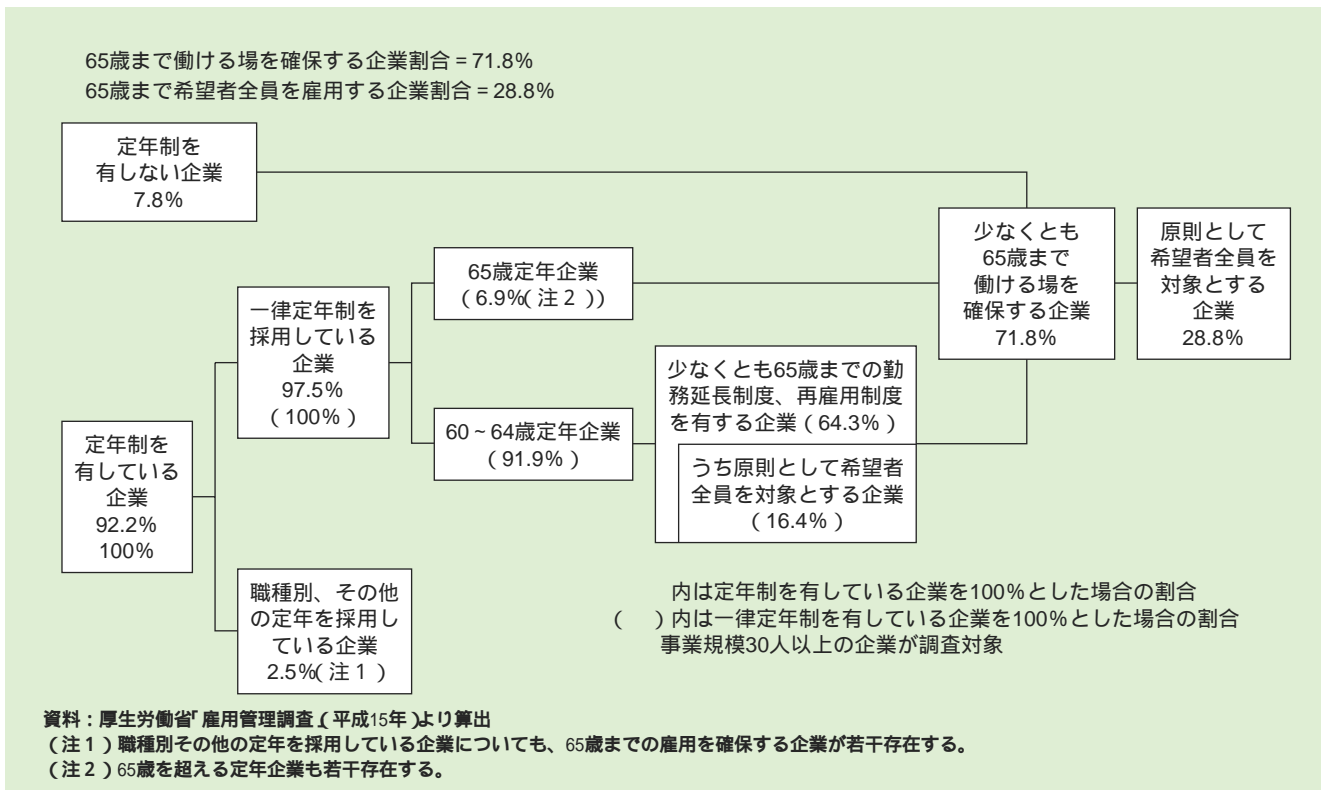 65歳まで働ける場を確保する企業割合 = 71.8%
65歳まで希望者全員を雇用する企業割合 = 28.8%
定年制を
有しない企業
7.8%
定年制を
有している
企業
92.2%
100%
一律定年制を
採用している
企業
97.5%
(100%)
職種別、その他
の定年を採用し
ている企業
2.5%(注1)
65歳定年企業
(6.9%(注2))
60~64歳定年企業
(91.9%)
少なくとも65歳までの勤
務延長制度、再雇用制度
を有する企業(64.3%)
うち原則として希望者
全員を対象とする企業
(16.4%)
少なくとも
65歳まで
働ける場を
確保する企業
71.8%
原則として
希望者全員を
対象とする
企業
28.8%
内は定年制を有している企業を100%とした場合の割合
( )内は一律定年制を有している企業を100%とした場合の割合
事業規模30人以上の企業が調査対象
資料:厚生労働省「雇用管理調査(平成15年)」より算出
(注1)職種別その他の定年を採用している企業についても、65歳までの雇用を確保する企業が若干存在する。
(注2)65歳を超える定年企業も若干存在する。